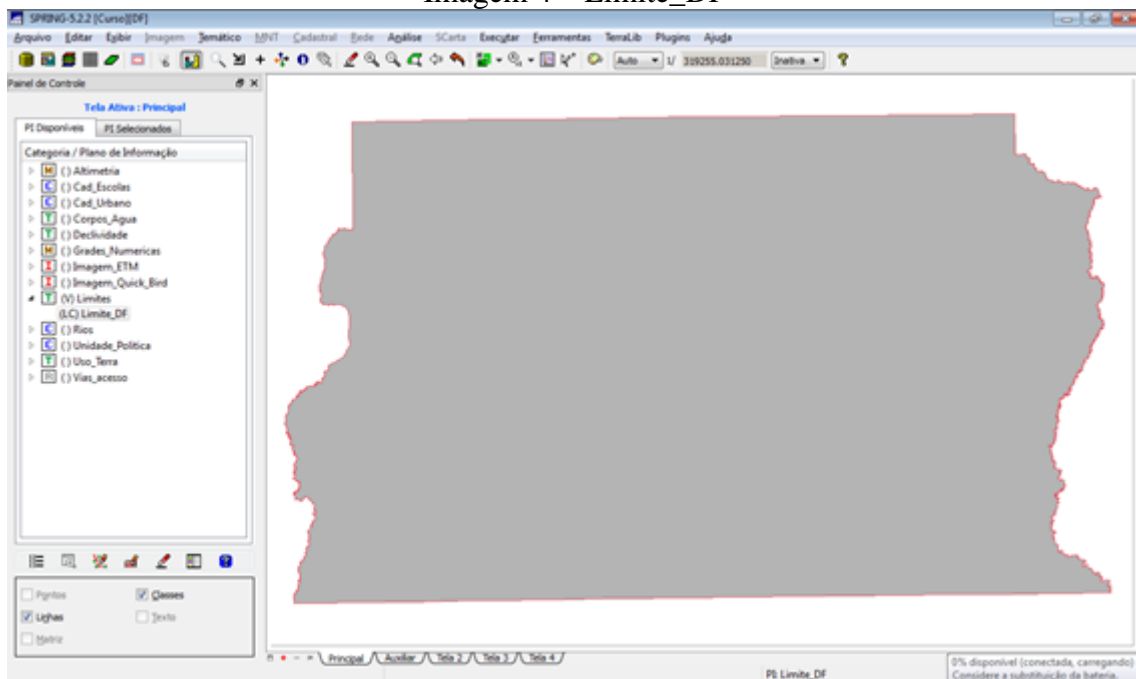 Imagem 4 – Limite_DF
SPRING-5.2.2 [Curso][DF]
Arquivo Editar Exibir Imagem Temático MNT Cadastral Rede Análise SCarta Executar Ferramentas TerraLib Plugins Ajuda
Auto 1/ 319255.031250 Inativa
Painel de Controle
Tela Ativa : Principal
PI Disponíveis PI Selecionados
Categoria / Plano de Informação
M () Altimetria
C () Cad_Escolas
C () Cad_Urbano
T () Corpos_Agua
T () Declividade
M () Grades_Numericas
I () Imagem_ETM
I () Imagem_Quick_Bird
T (V) Limites
(LC) Limite_DF
C () Rios
C () Unidade_Politica
T () Uso_Terra
R () Vias_acesso
Pontos Classes
Linhas Texto
Matriz
Principal Auxiliar Tela 2 Tela 3 Tela 4
PI: Limite_DF
0% disponível (conectada, carregando)
Considere a substituição da bateria.